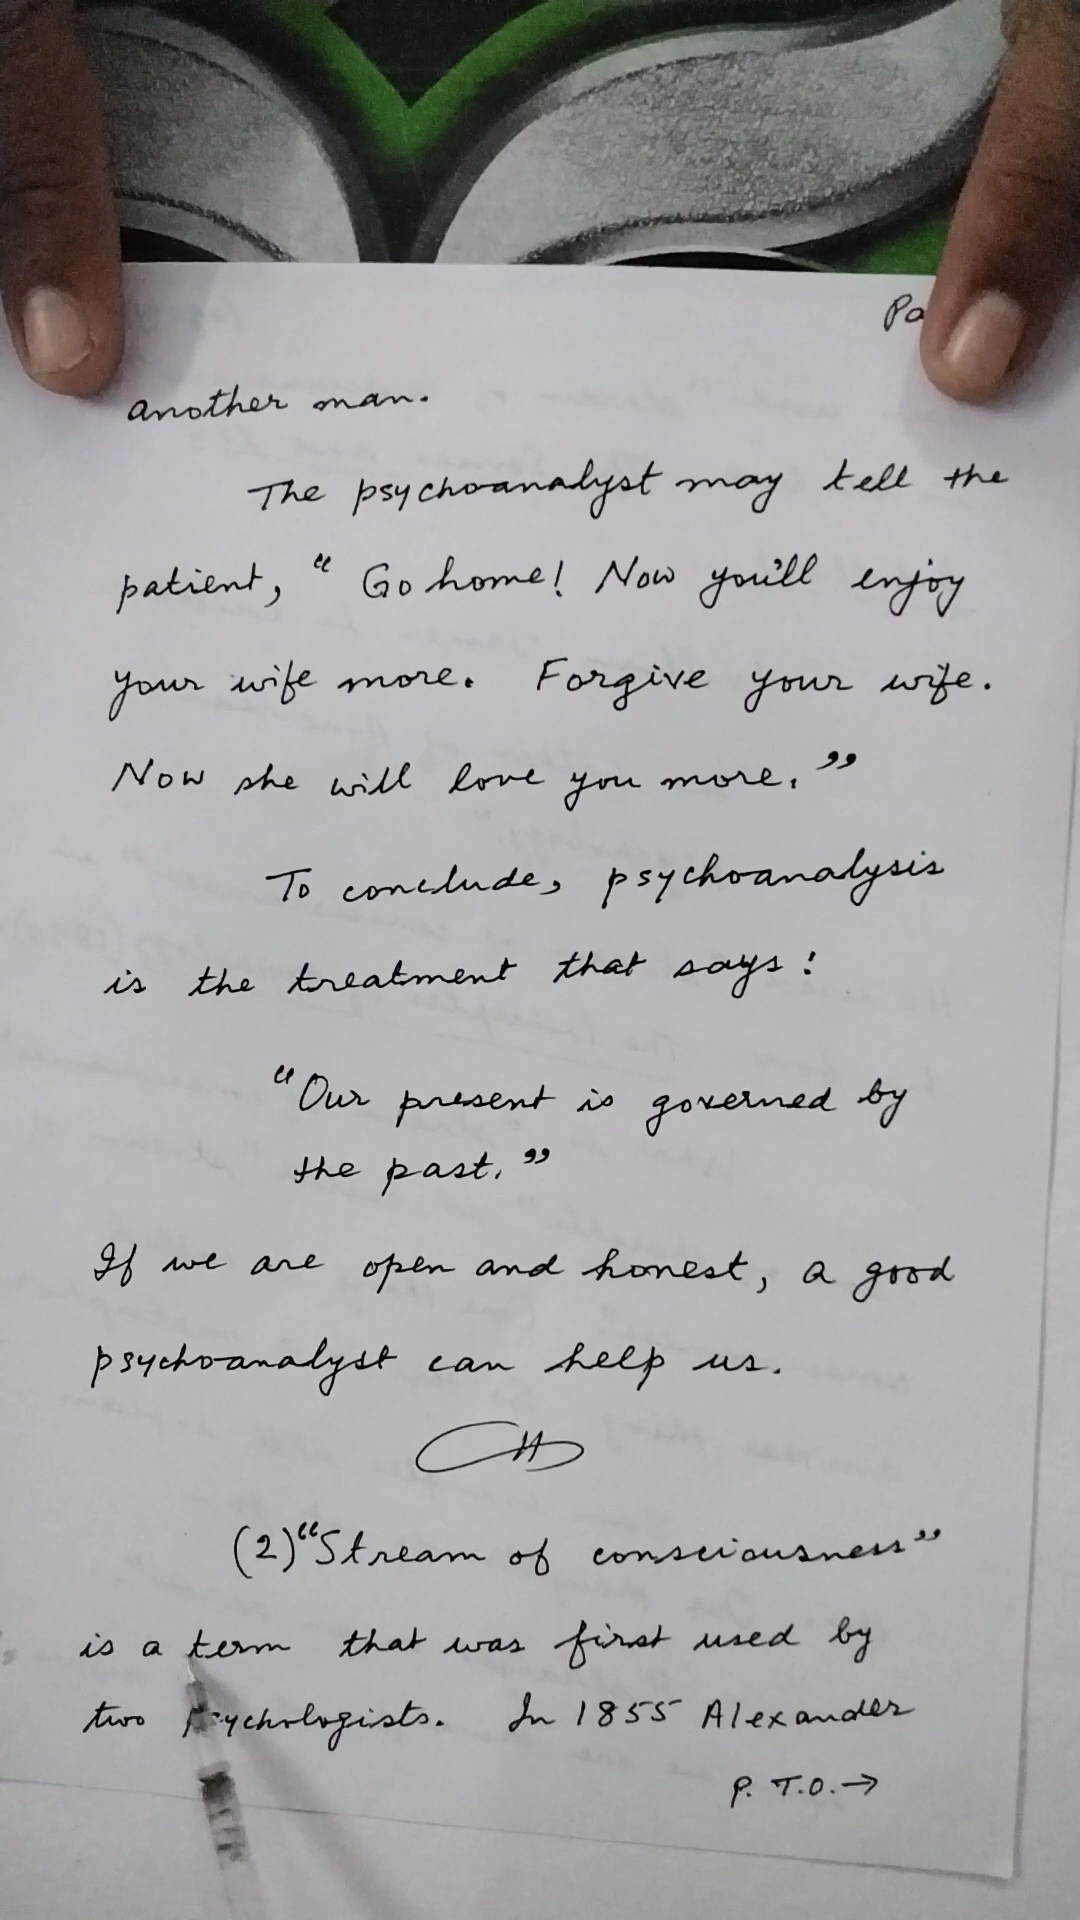 Pa
another man.
The psychoanalyst may tell the
patient, "Go home! Now you'll enjoy
your wife more. Forgive your wife.
Now she will love you more."
To conclude, psychoanalysis
is the treatment that says:
"Our present is governed by
the past."
If we are open and honest, a good
psychoanalyst can help us.
(2) "Stream of consciousness"
is a term that was first used by
two psychologists. In 1855 Alexander
P. T.O. →